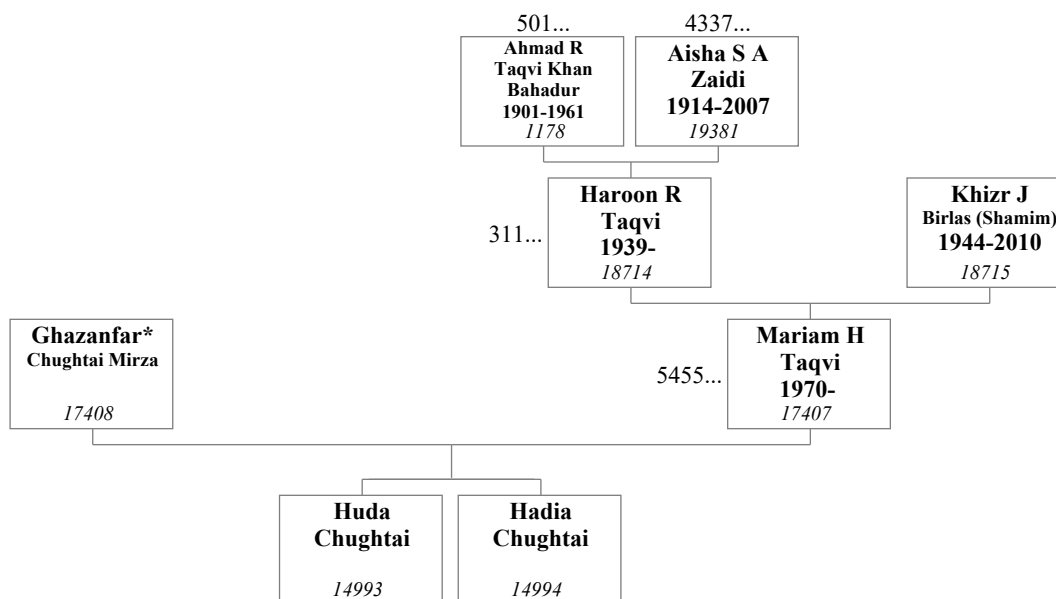 501...
Ahmad R
Taqvi Khan
Bahadur
1901-1961
1178
4337...
Aisha S A
Zaidi
1914-2007
19381
311...
Haroon R
Taqvi
1939-
18714
Khizr J
Birlas (Shamim)
1944-2010
18715
Ghazanfar*
Chughtai Mirza
17408
5455...
Mariam H
Taqvi
1970-
17407
Huda
Chughtai
14993
Hadia
Chughtai
14994